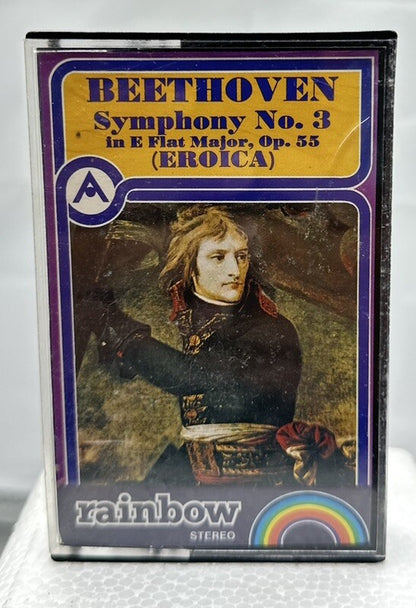 BEETHOVEN
Symphony No. 3
in E Flat Major, Op. 55
(EROICA)
rainbow
STEREO